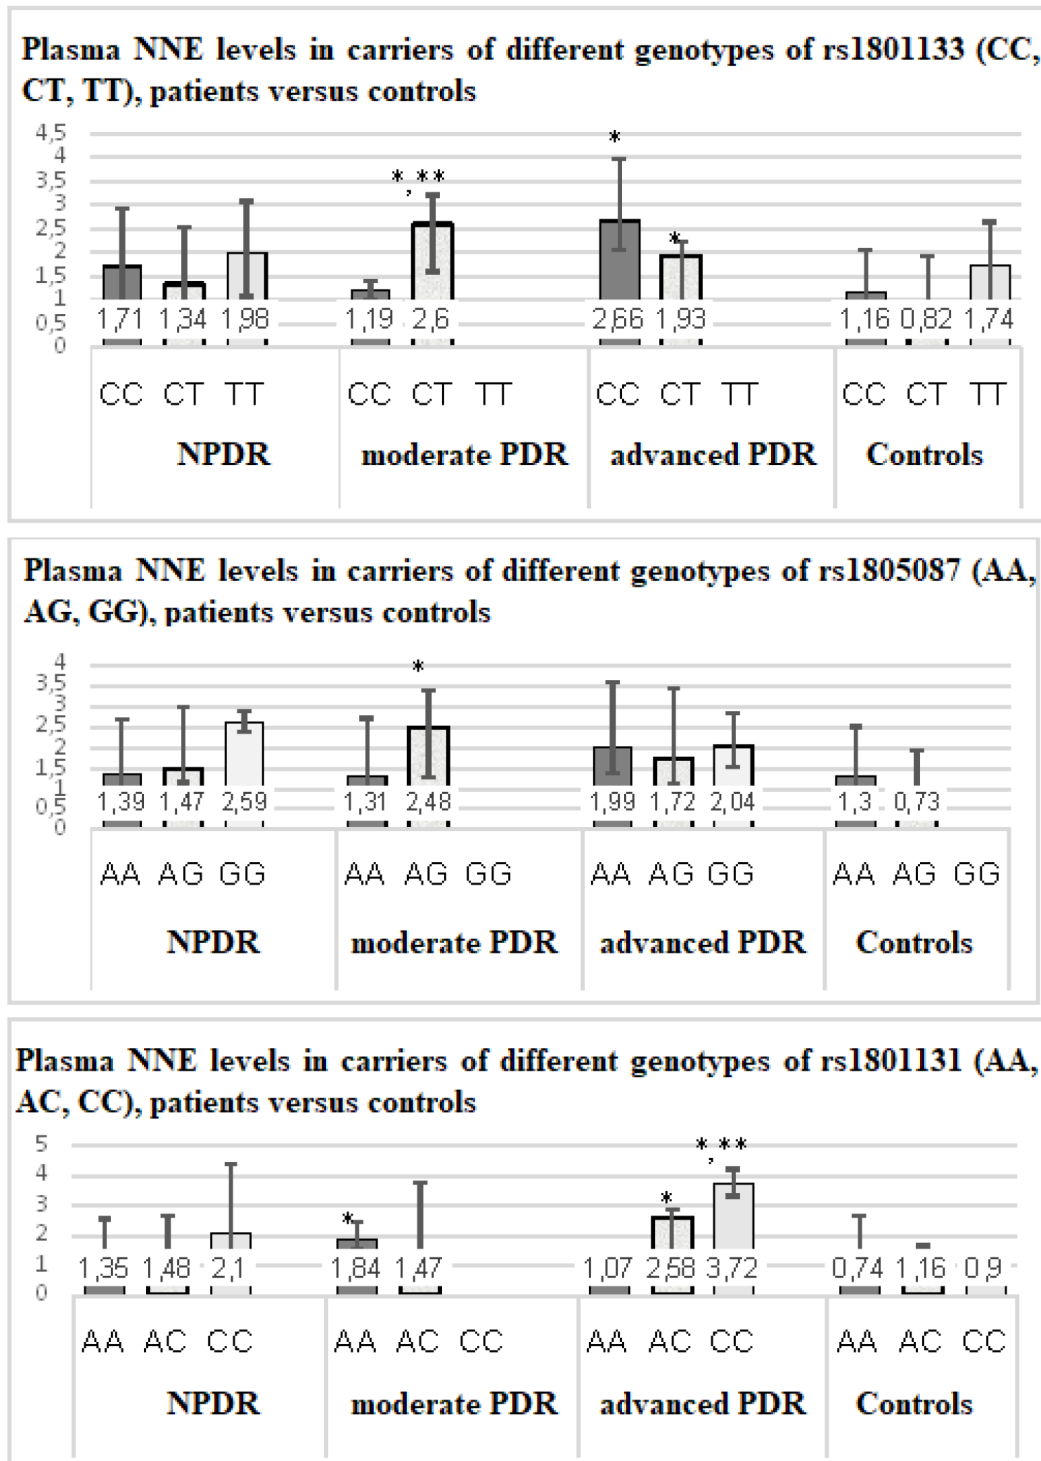 Plasma NNE levels in carriers of different genotypes of rs1801133 (CC,
CT, TT), patients versus controls
4,5
4
3,5
3
2,5
2
1,5
1
0,5
0
*,** * *
1,71 1,34 1,98 1,19 2,6 2,66 1,93 1,16 0,82 1,74
CC CT TT CC CT TT CC CT TT CC CT TT
NPDR moderate PDR advanced PDR Controls
Plasma NNE levels in carriers of different genotypes of rs1805087 (AA,
AG, GG), patients versus controls
4
3,5
3
2,5
2
1,5
1
0,5
0
*
1,39 1,47 2,59 1,31 2,48 1,99 1,72 2,04 1,3 0,73
AA AG GG AA AG GG AA AG GG AA AG GG
NPDR moderate PDR advanced PDR Controls
Plasma NNE levels in carriers of different genotypes of rs1801131 (AA,
AC, CC), patients versus controls
5
4
3
2
1
0
* * *,**
1,35 1,48 2,1 1,84 1,47 1,07 2,58 3,72 0,74 1,16 0,9
AA AC CC AA AC CC AA AC CC AA AC CC
NPDR moderate PDR advanced PDR Controls